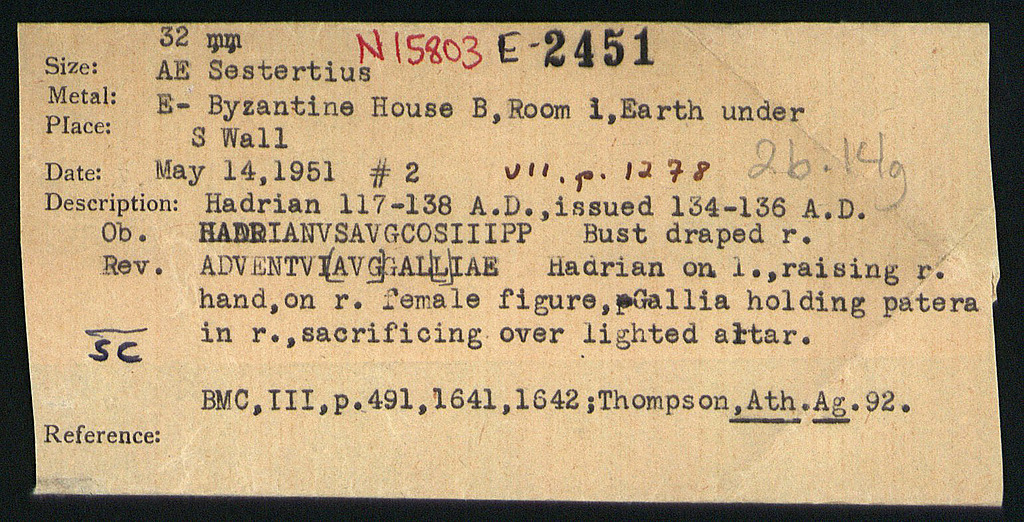 32 mm N15803 E-2451
Size: AE Sestertius
Metal: E- Byzantine House B,Room 1,Earth under
Place: S Wall
Date: May 14,1951 # 2 VII.p.1278 26.14g
Description: Hadrian 117-138 A.D.,issued 134-136 A.D.
Ob. HADRIANVSAVGCOSIIIPP Bust draped r.
Rev. ADVENTVI[AVG]GAL[L]IAE Hadrian on l.,raising r.
hand,on r. female figure,Gallia holding patera
in r.,sacrificing over lighted altar.
SC
BMC,III,p.491,1641,1642;Thompson,Ath.Ag.92.
Reference: